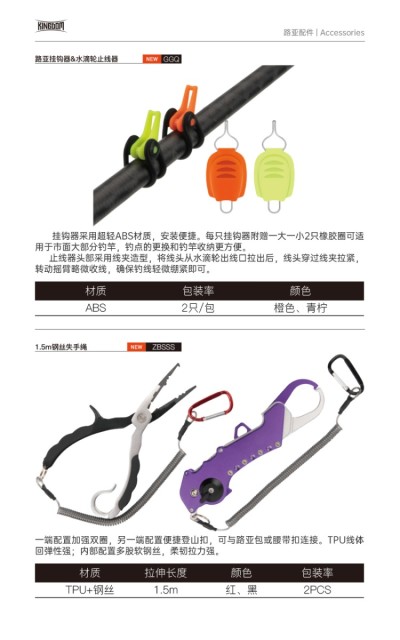 KINGDOM
路亚配件 | Accessories
路亚挂钩器&水滴轮止线器 NEW GGQ
挂钩器采用超轻ABS材质，安装便捷。每只挂钩器附赠一大一小2只橡胶圈可适
用于市面大部分钓竿，钓点的更换和钓竿收纳更方便。
止线器头部采用线夹造型，将线头从水滴轮出线口拉出后，线头穿过线夹拉紧，
转动摇臂略微收线，确保钓线轻微绷紧即可。
材质 包装率 颜色
ABS 2只/包 橙色、青柠
1.5m钢丝失手绳 NEW ZBSSS
一端配置加强双圈，另一端配置便捷登山扣，可与路亚包或腰带扣连接。TPU线体
回弹性强；内部配置多股软钢丝，柔韧拉力强。
材质 拉伸长度 颜色 包装率
TPU+钢丝 1.5m 红、黑 2PCS